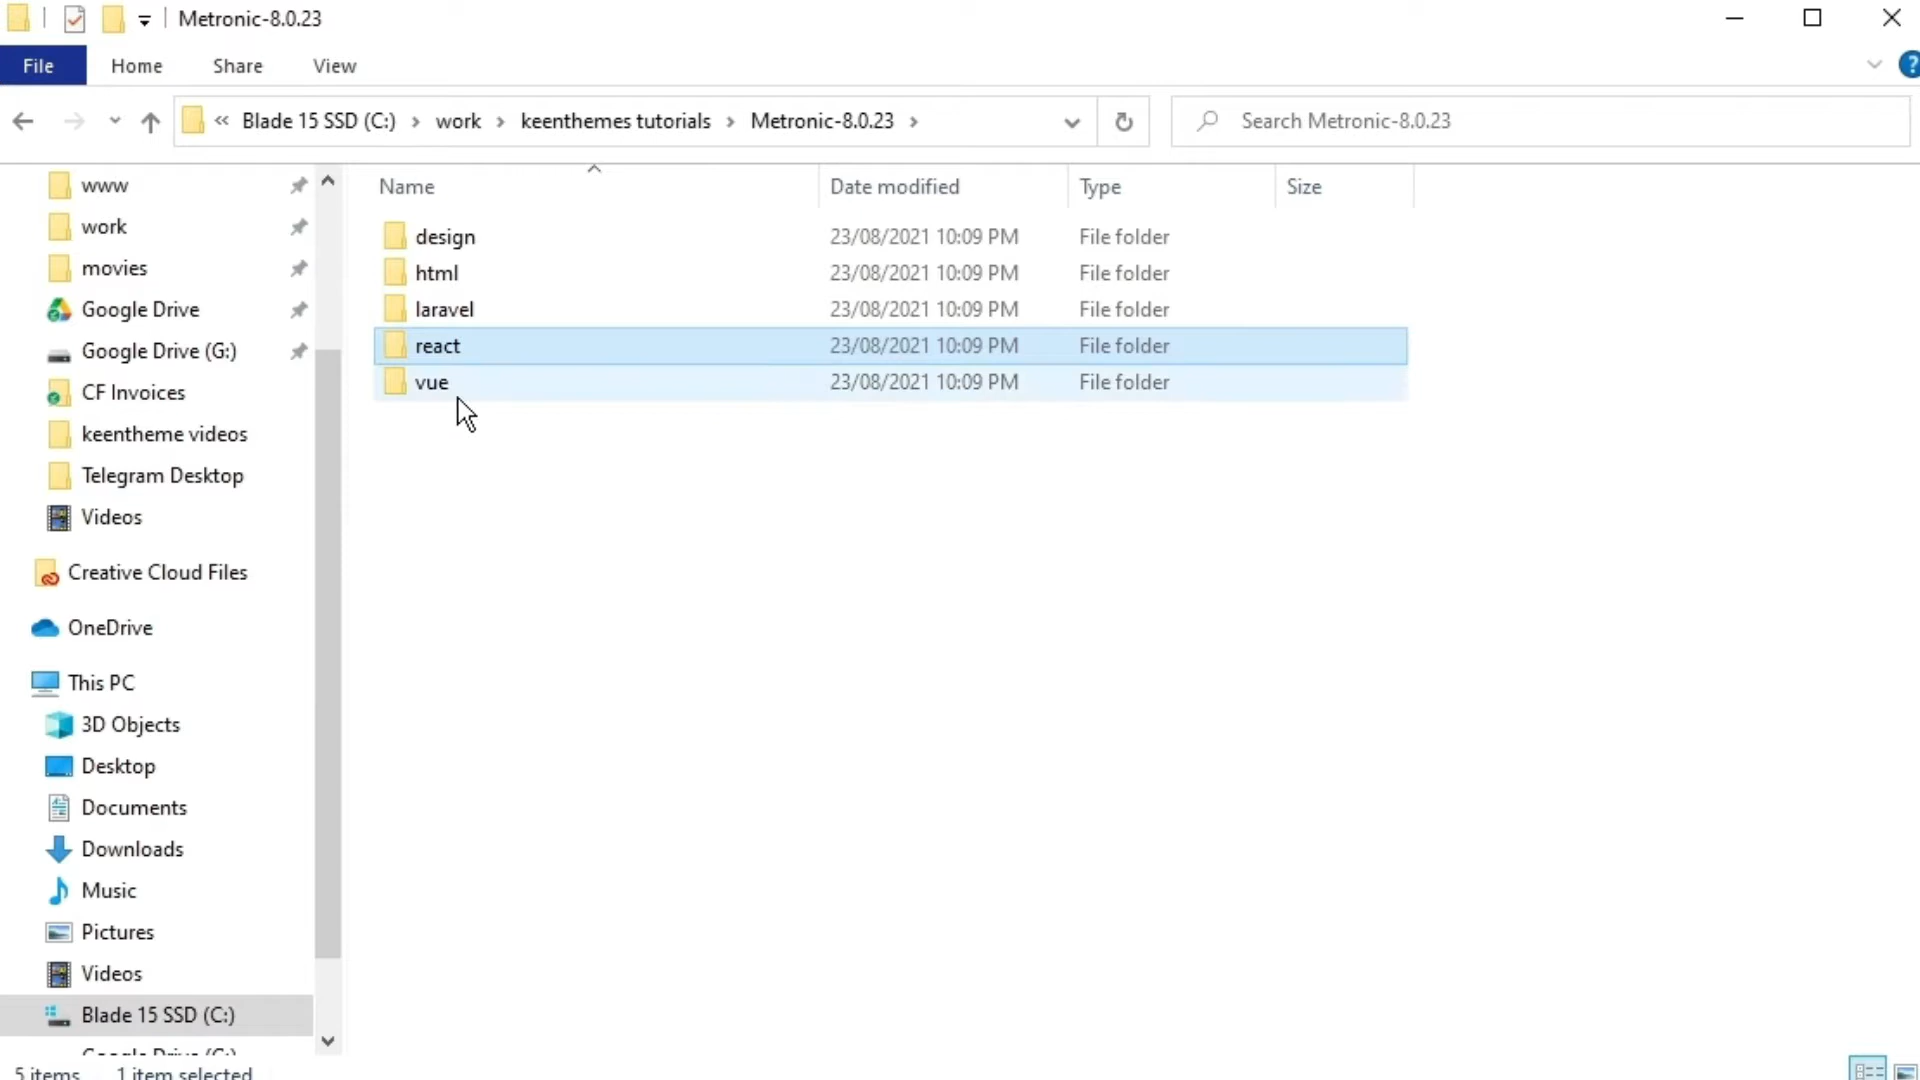 Metronic-8.0.23
File Home Share View
?
« Blade 15 SSD (C:) › work › keenthemes tutorials › Metronic-8.0.23 ›
Search Metronic-8.0.23
Name Date modified Type Size
www
work
movies
Google Drive
Google Drive (G:)
CF Invoices
keentheme videos
Telegram Desktop
Videos
Creative Cloud Files
OneDrive
This PC
3D Objects
Desktop
Documents
Downloads
Music
Pictures
Videos
Blade 15 SSD (C:)
Google Drive (G:)
design 23/08/2021 10:09 PM File folder
html 23/08/2021 10:09 PM File folder
laravel 23/08/2021 10:09 PM File folder
react 23/08/2021 10:09 PM File folder
vue 23/08/2021 10:09 PM File folder
5 items 1 item selected